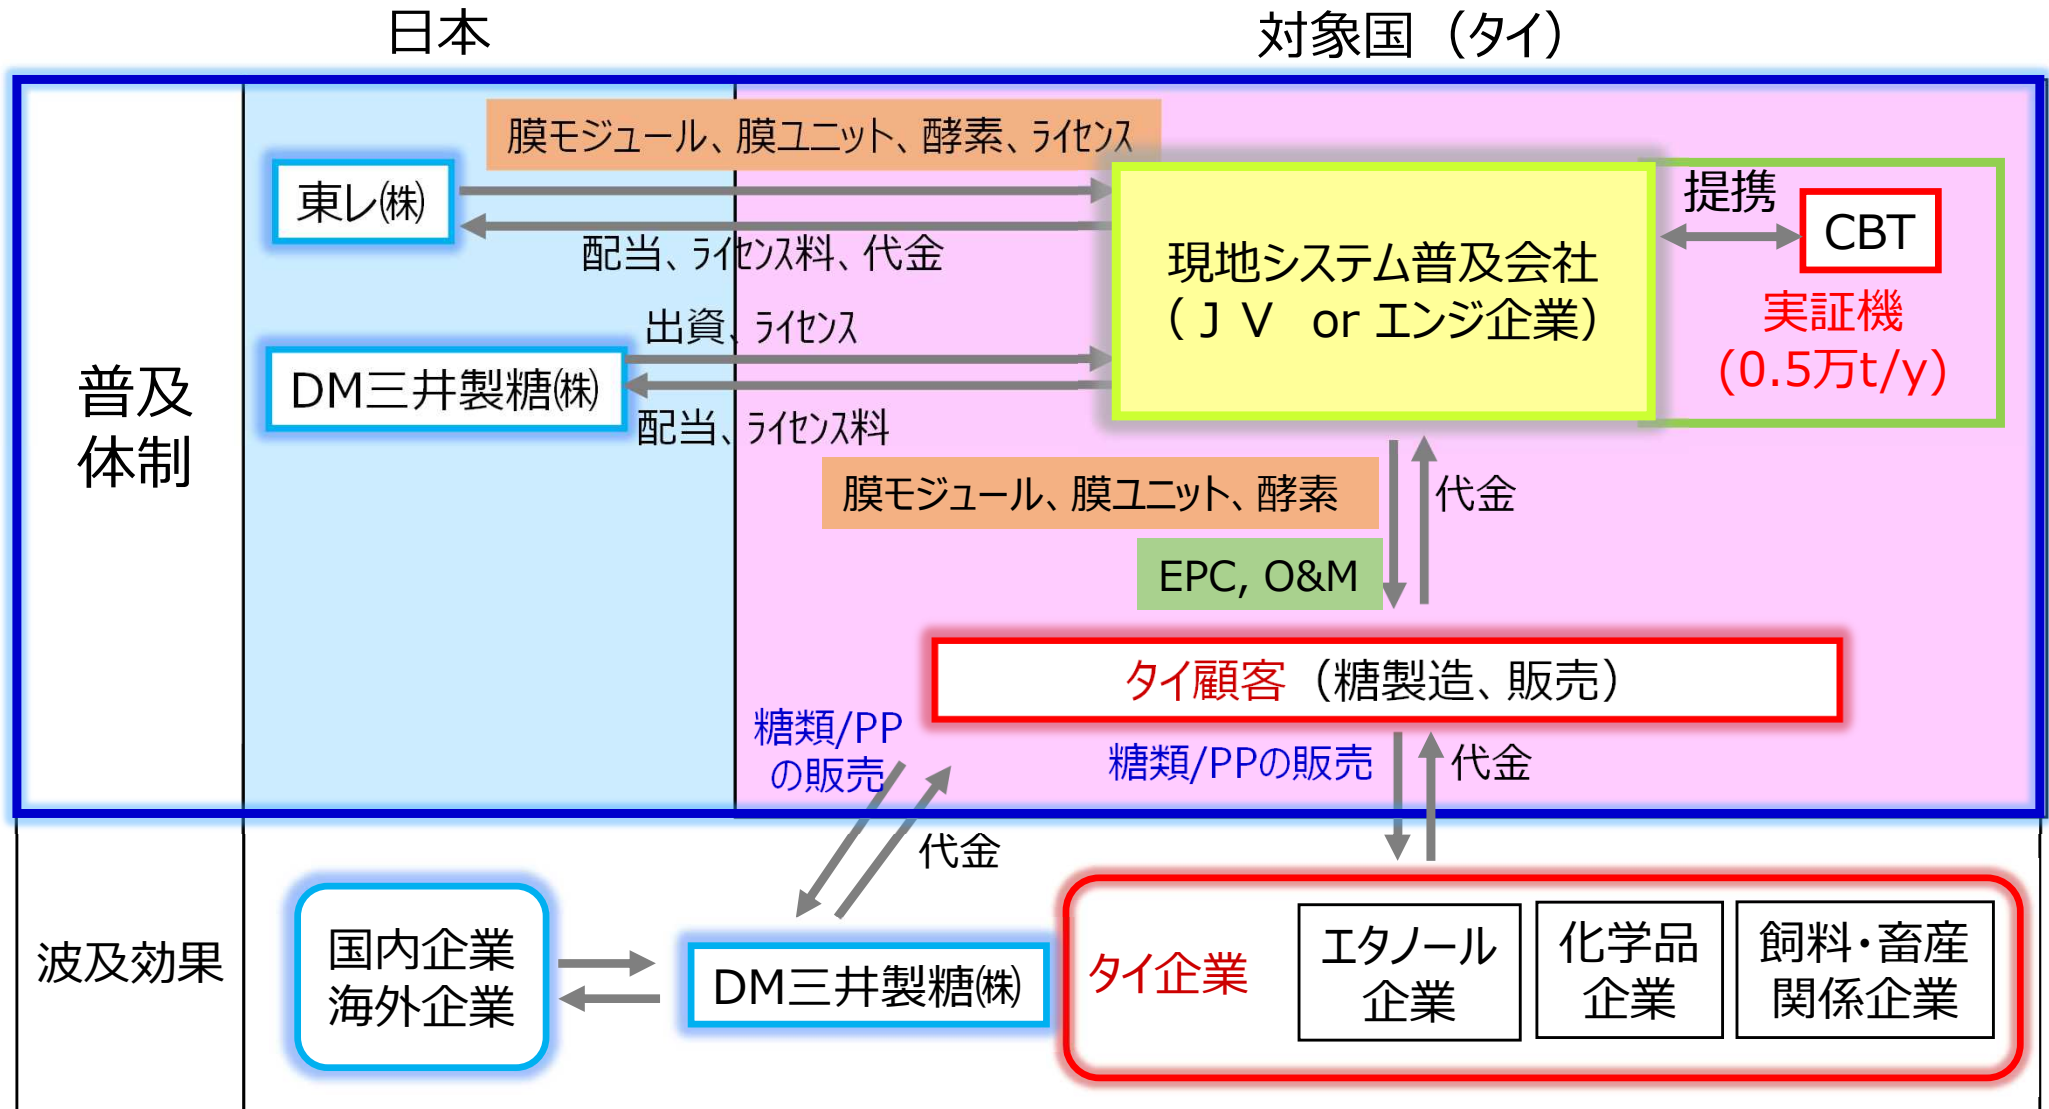 日本
対象国（タイ）
膜モジュール、膜ユニット、酵素、ライセンス
東レ㈱
配当、ライセンス料、代金
出資、ライセンス
DM三井製糖㈱
配当、ライセンス料
現地システム普及会社
（ＪＶ or エンジ企業）
提携
CBT
実証機
(0.5万t/y)
普及
体制
膜モジュール、膜ユニット、酵素
代金
EPC, O&M
タイ顧客（糖製造、販売）
糖類/PP
の販売
代金
糖類/PPの販売
代金
波及効果
国内企業
海外企業
DM三井製糖㈱
タイ企業
エタノール
企業
化学品
企業
飼料・畜産
関係企業